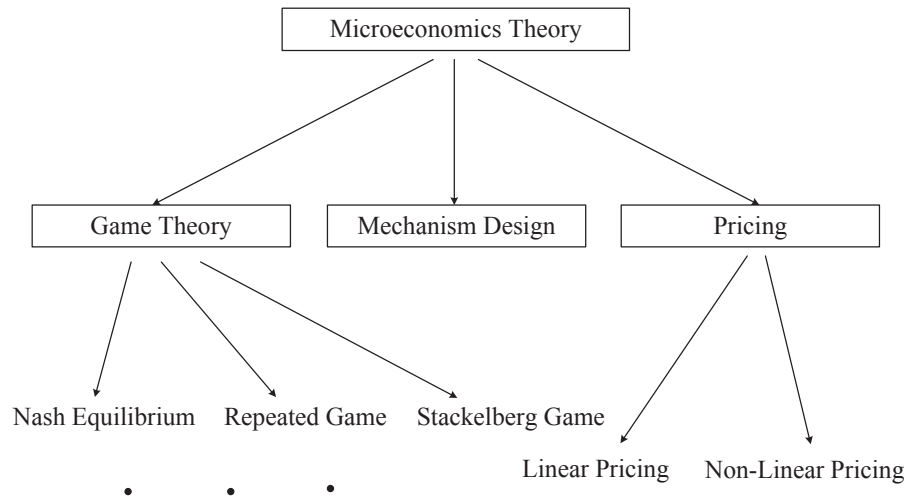 Microeconomics Theory
Game Theory
Mechanism Design
Pricing
Nash Equilibrium
Repeated Game
Stackelberg Game
Linear Pricing
Non-Linear Pricing